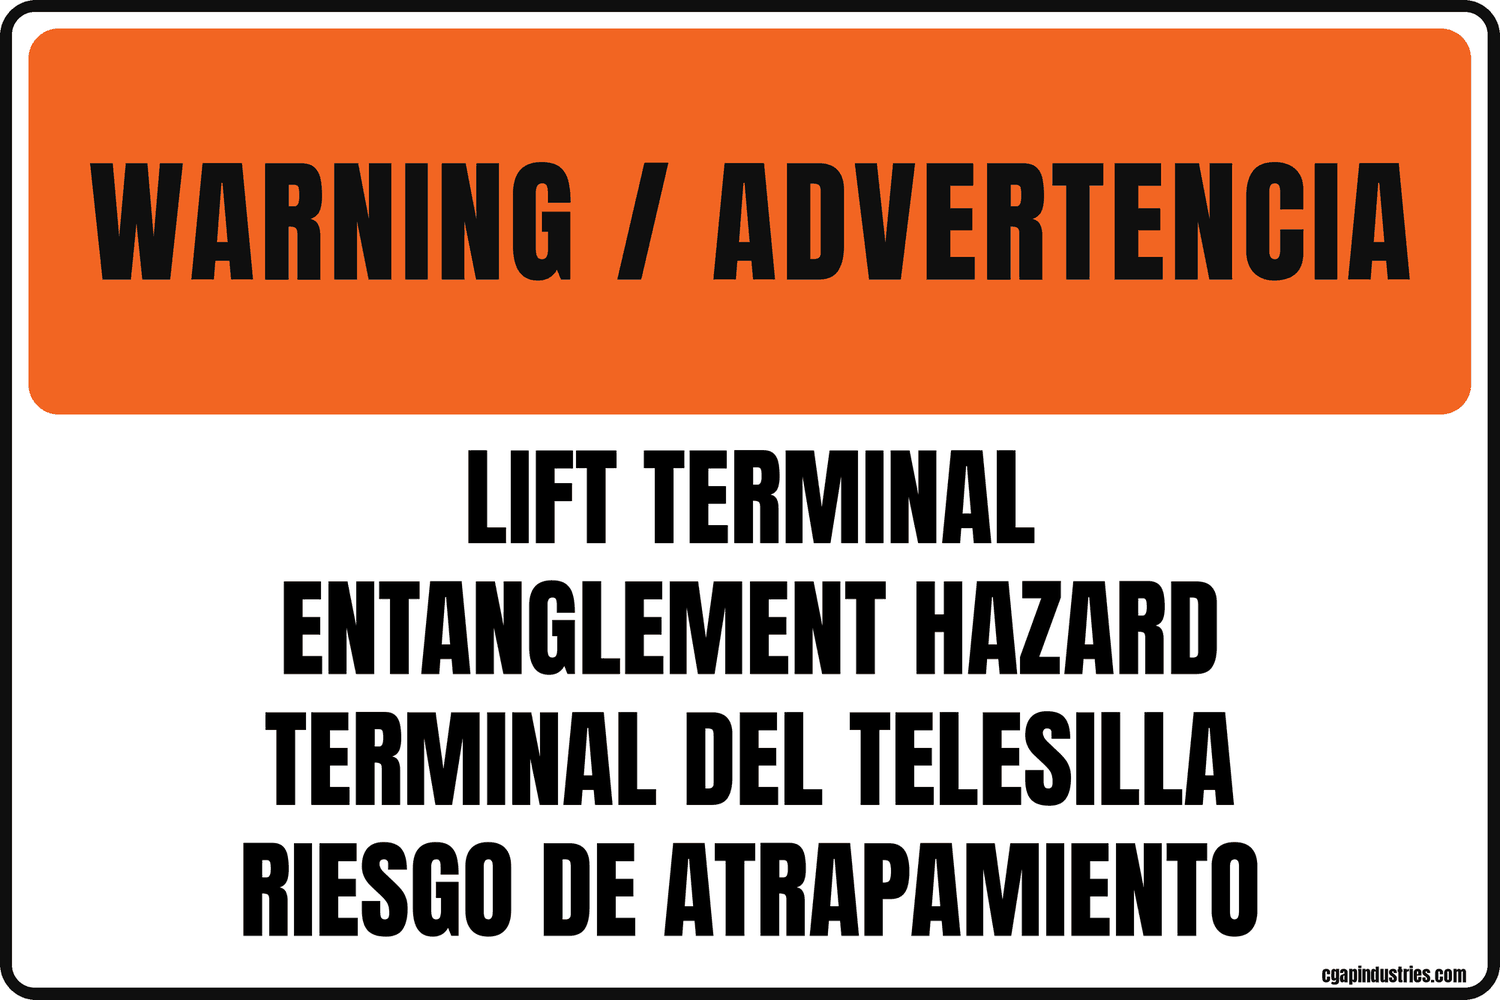 WARNING / ADVERTENCIA
LIFT TERMINAL
ENTANGLEMENT HAZARD
TERMINAL DEL TELESILLA
RIESGO DE ATRAPAMIENTO
cgapindustries.com